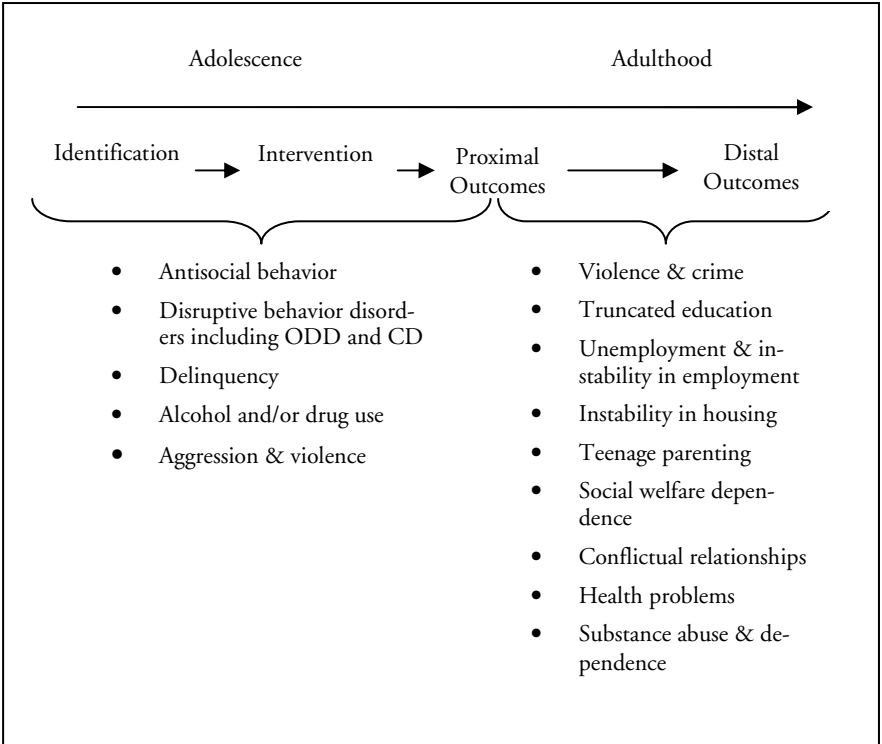 Adolescence Adulthood
Identification Intervention Proximal Outcomes Distal Outcomes
• Antisocial behavior
• Disruptive behavior disord-
ers including ODD and CD
• Delinquency
• Alcohol and/or drug use
• Aggression & violence
• Violence & crime
• Truncated education
• Unemployment & in-
stability in employment
• Instability in housing
• Teenage parenting
• Social welfare depen-
dence
• Conflictual relationships
• Health problems
• Substance abuse & de-
pendence